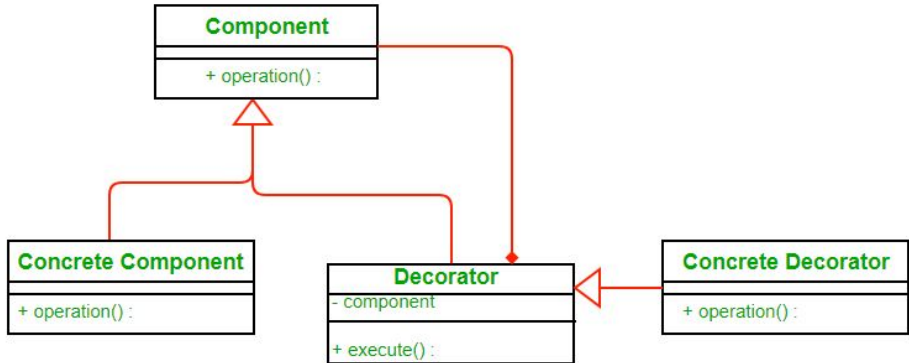 Component
+ operation() :
Concrete Component
+ operation() :
Decorator
- component
+ execute() :
Concrete Decorator
+ operation() :